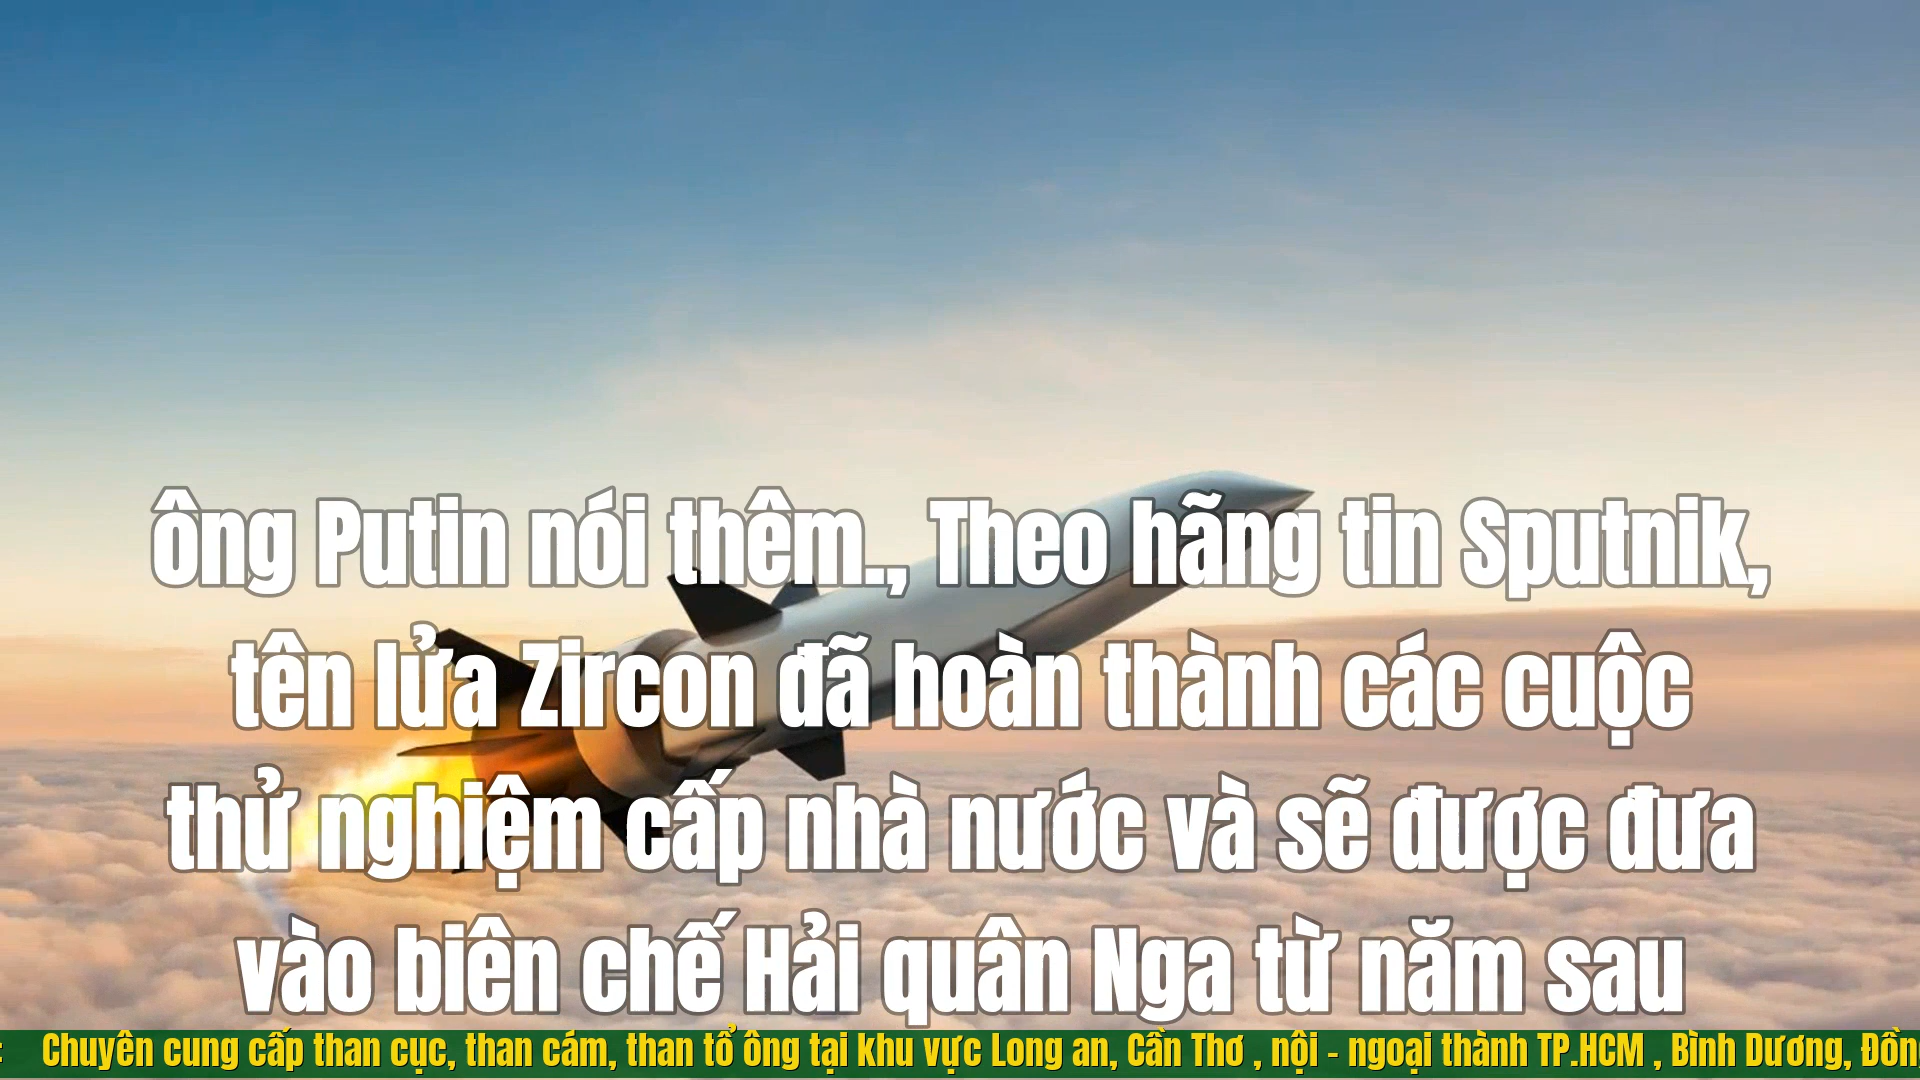 ông Putin nói thêm., Theo hãng tin Sputnik,
tên lửa Zircon đã hoàn thành các cuộc
thử nghiệm cấp nhà nước và sẽ được đưa
vào biên chế Hải quân Nga từ năm sau
: Chuyên cung cấp than cục, than cám, than tổ ông tại khu vực Long an, Cần Thơ , nội - ngoại thành TP.HCM , Bình Dương,